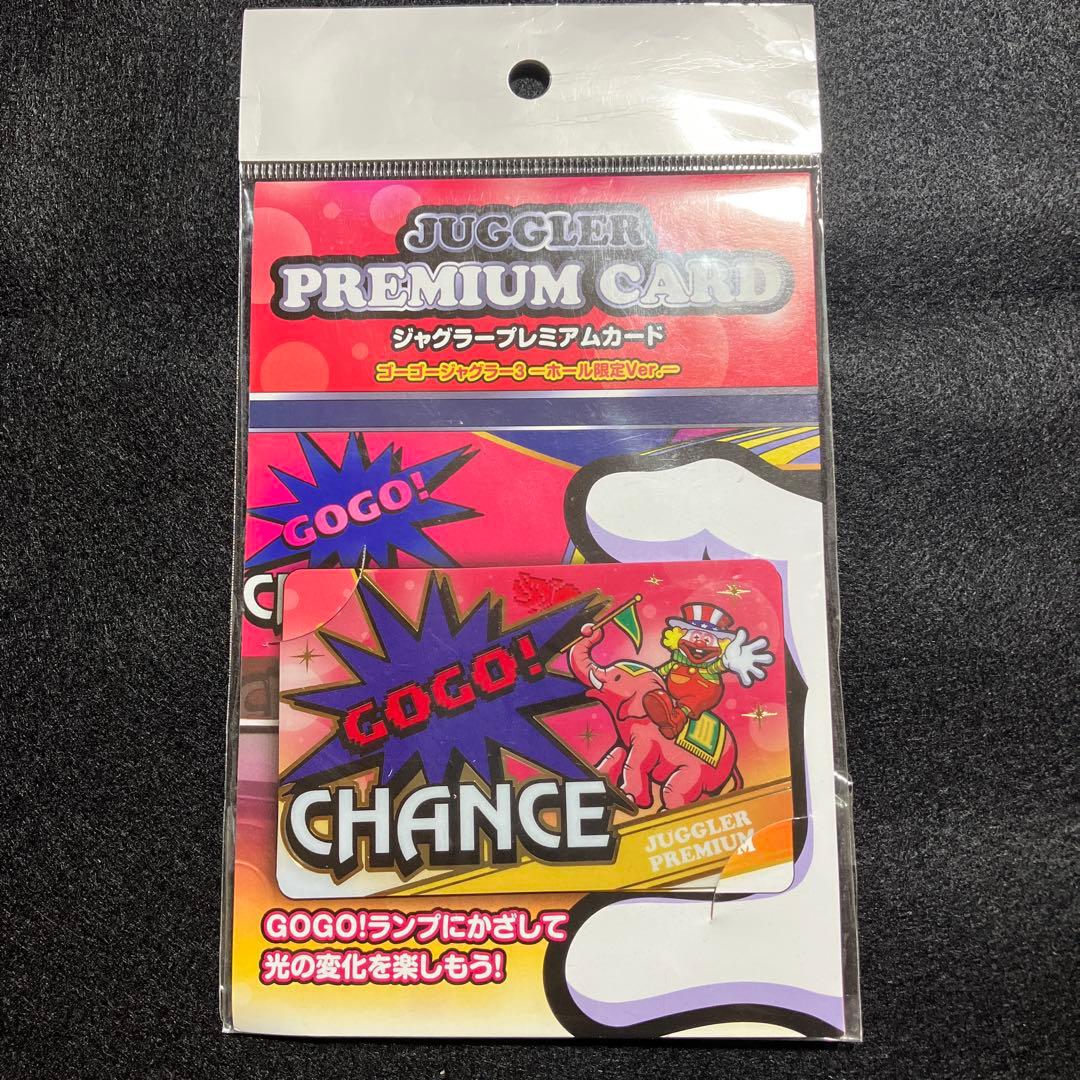 JUGGLER
PREMIUM CARD
ジャグラープレミアムカード
ゴーゴージャグラー3 ーホール限定Ver.ー
GOGO!
C
GOGO!
CHANCE
JUGGLER
PREMIUM
GOGO!ランプにかざして
光の変化を楽しもう!